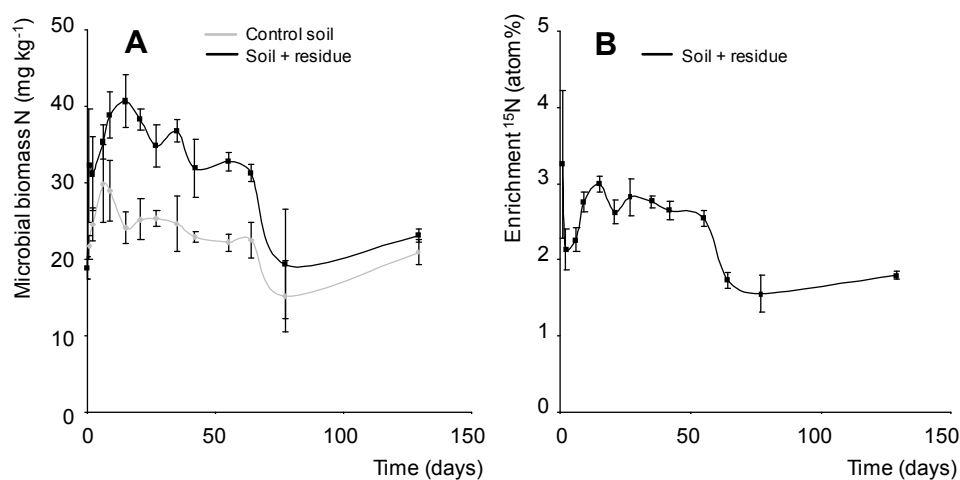 A
Control soil
Soil + residue
Microbial biomass N (mg kg⁻¹)
50
40
30
20
10
0
0 50 100 150
Time (days)
B
Soil + residue
Enrichment ¹⁵N (atom%)
5
4
3
2
1
0
0 50 100 150
Time (days)